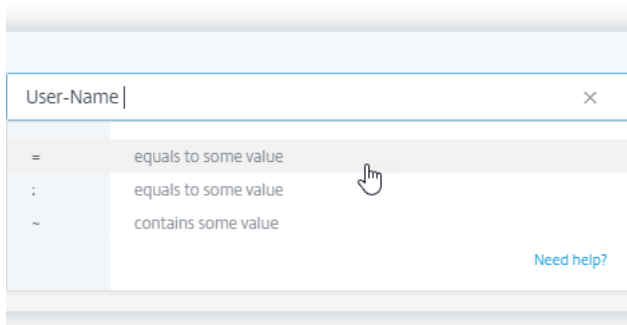 User-Name
= equals to some value
: equals to some value
~ contains some value
Need help?